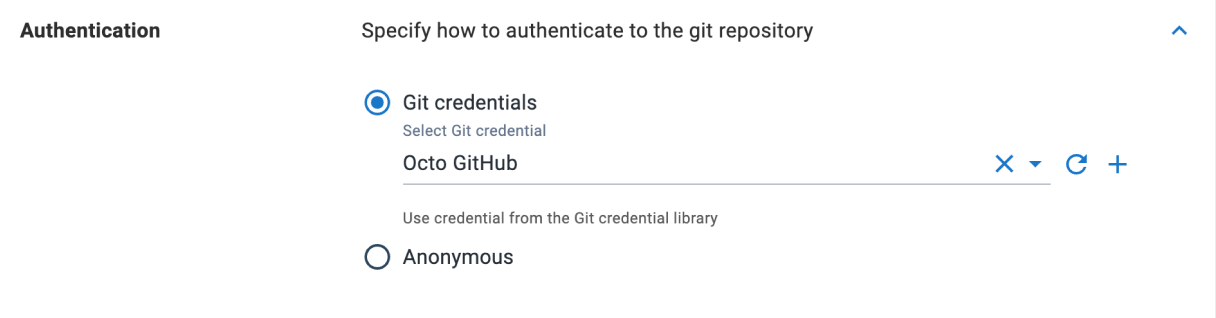 Authentication
Specify how to authenticate to the git repository
Git credentials
Select Git credential
Octo GitHub
Use credential from the Git credential library
Anonymous